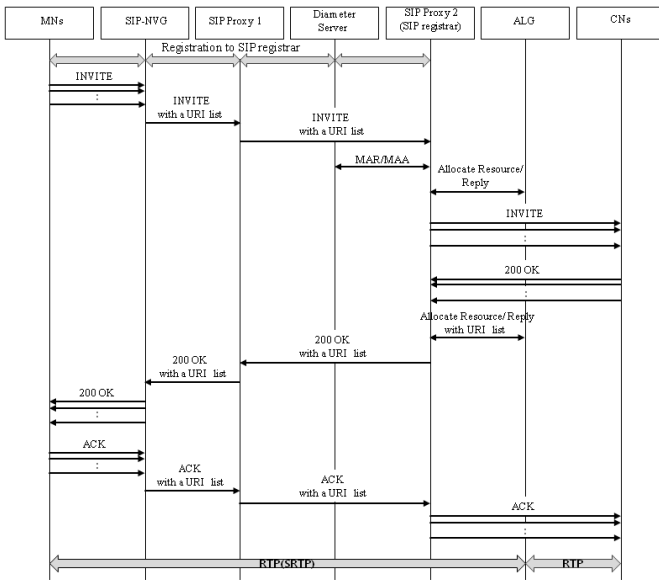 MNs
SIP-NVG
SIP Proxy 1
Diameter
Server
SIP Proxy 2
(SIP registrar)
ALG
CNs
Registration to SIP registrar
INVITE
:
INVITE
with a URI list
INVITE
with a URI list
MAR/MAA
Allocate Resource/
Reply
INVITE
:
200 OK
:
Allocate Resource/Reply
with URI list
200 OK
with a URI list
200 OK
with a URI list
200 OK
:
ACK
:
ACK
with a URI list
ACK
with a URI list
ACK
:
RTP(SRTP)
RTP